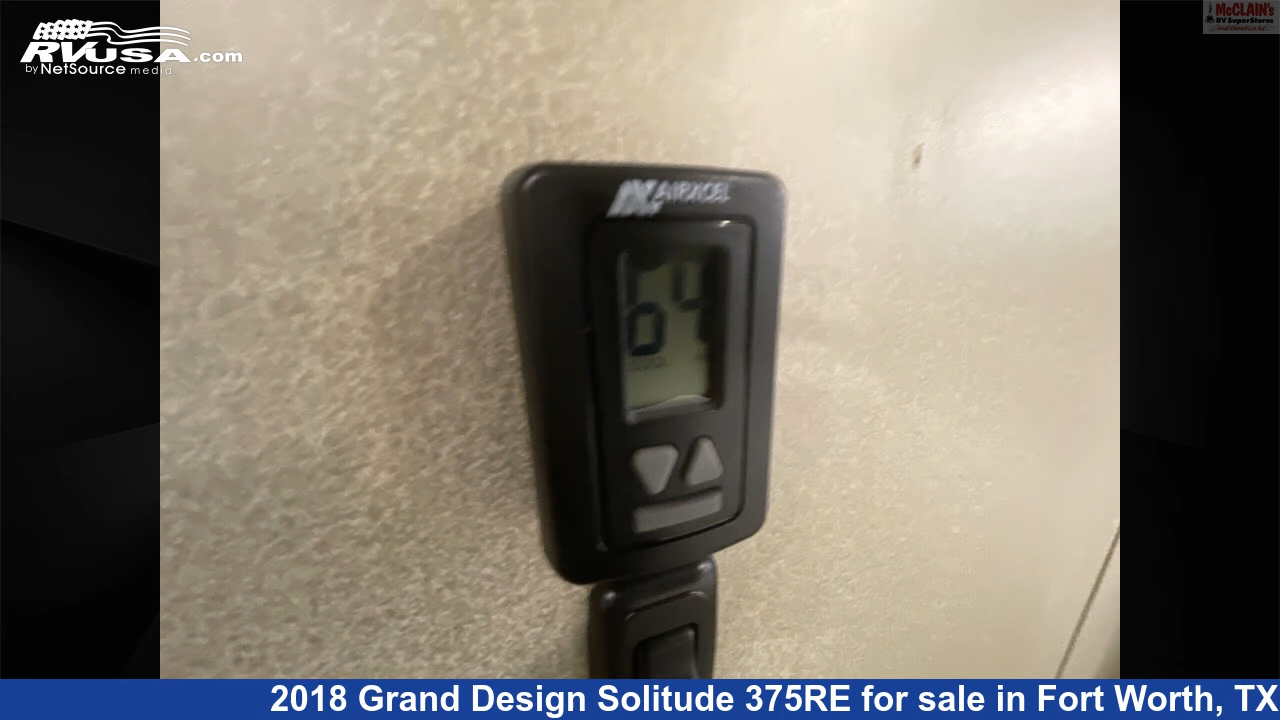 RVUSA.com
by NetSource media
McCLAIN's
RV SuperStores
AIRXCEL
64
2018 Grand Design Solitude 375RE for sale in Fort Worth, TX